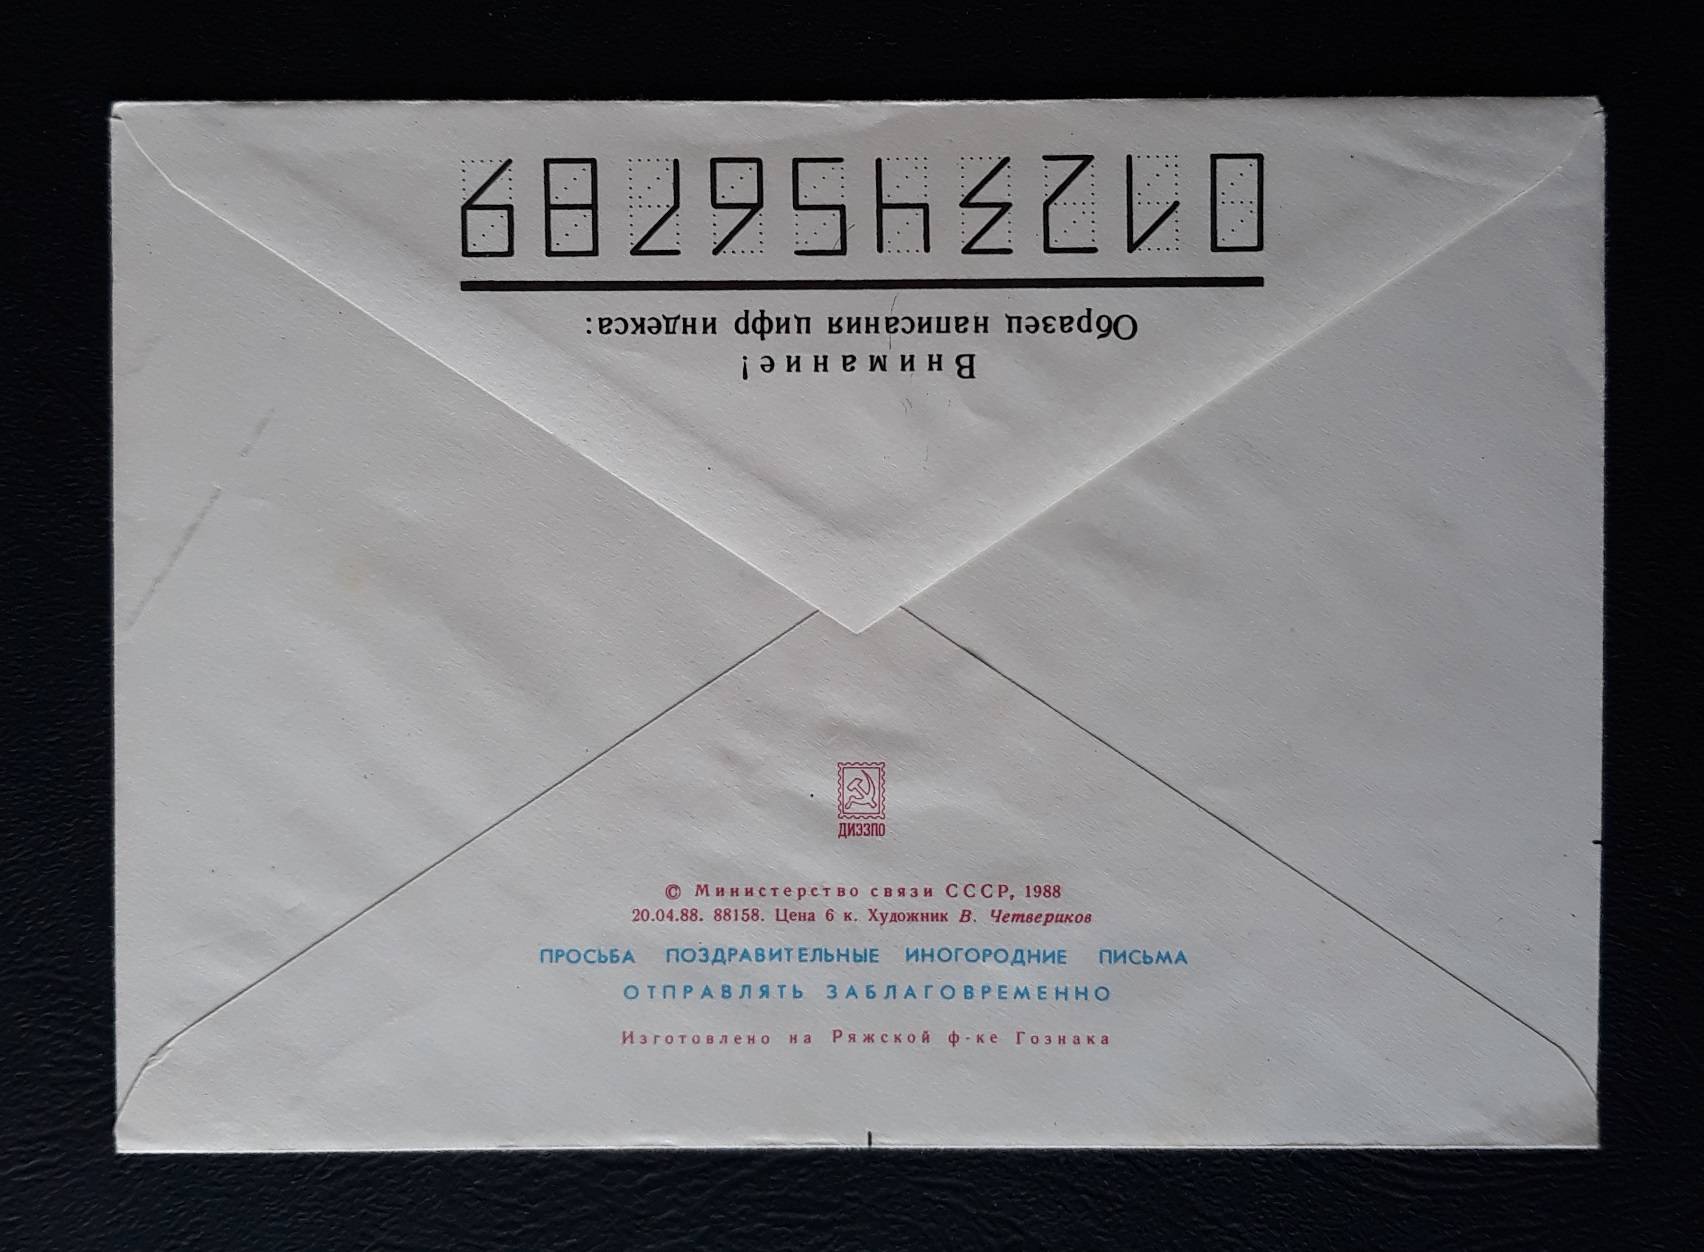 Внимание!
Образец написания цифр индекса:
0123456789
ДИЭЗПО
© Министерство связи СССР, 1988
20.04.88. 88158. Цена 6 к. Художник В. Четвериков
ПРОСЬБА ПОЗДРАВИТЕЛЬНЫЕ ИНОГОРОДНИЕ ПИСЬМА
ОТПРАВЛЯТЬ ЗАБЛАГОВРЕМЕННО
Изготовлено на Ряжской ф-ке Гознака